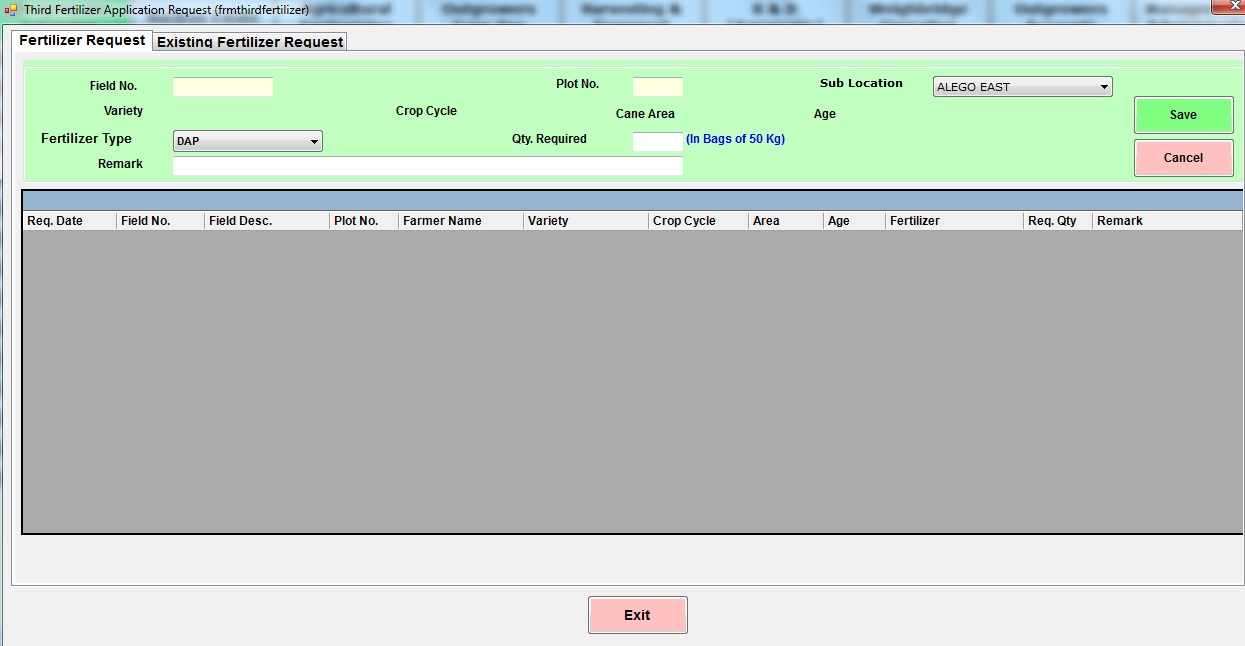 Third Fertilizer Application Request (frmthirdfertilizer)
Fertilizer Request Existing Fertilizer Request
Field No. Plot No. Sub Location ALEGO EAST
Variety Crop Cycle Cane Area Age
Save
Fertilizer Type DAP Qty. Required (In Bags of 50 Kg)
Remark
Cancel
Req. Date Field No. Field Desc. Plot No. Farmer Name Variety Crop Cycle Area Age Fertilizer Req. Qty Remark
Exit